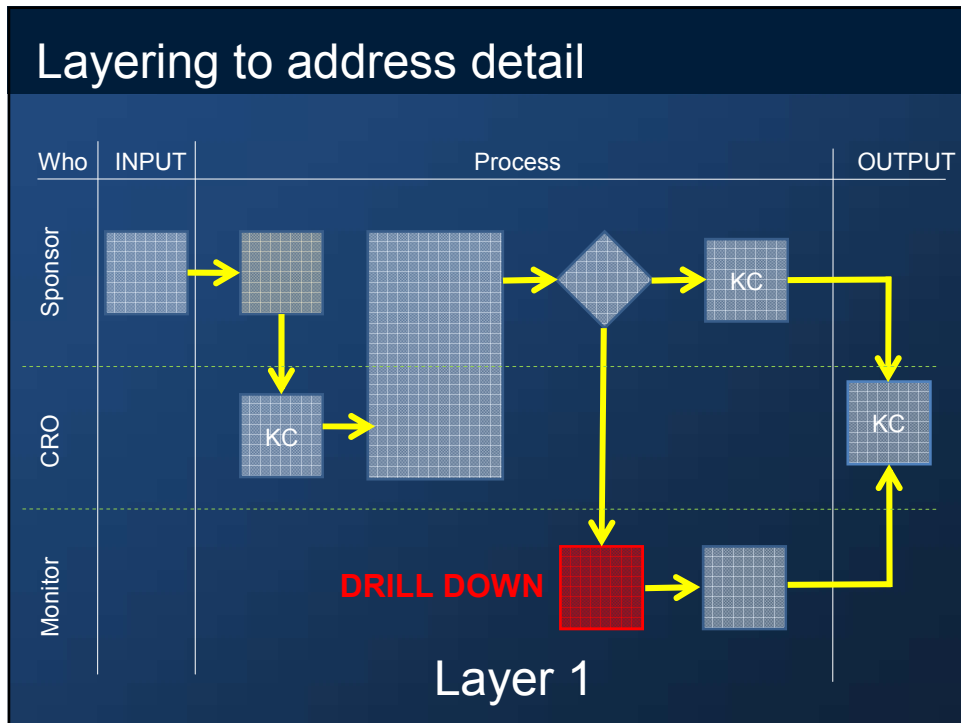 Layering to address detail
Who INPUT Process OUTPUT
Sponsor
KC
CRO
KC
KC
Monitor
DRILL DOWN
Layer 1